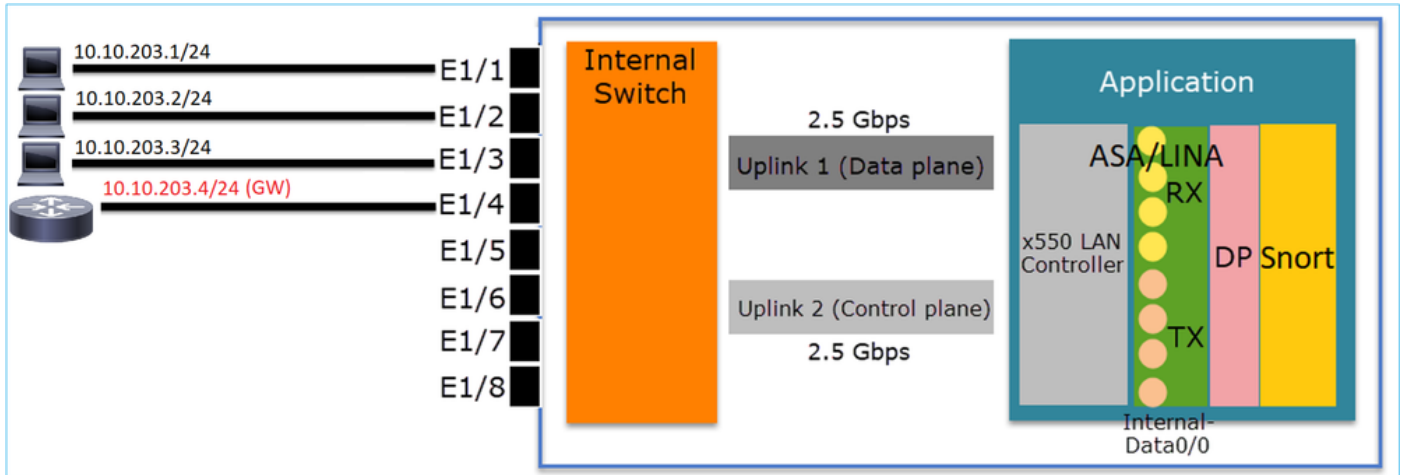 10.10.203.1/24
E1/1
10.10.203.2/24
E1/2
10.10.203.3/24
E1/3
10.10.203.4/24 (GW)
E1/4
E1/5
E1/6
E1/7
E1/8
Internal
Switch
2.5 Gbps
Uplink 1 (Data plane)
Uplink 2 (Control plane)
2.5 Gbps
Application
x550 LAN
Controller
ASA/LINA
RX
TX
DP
Snort
Internal-
Data0/0